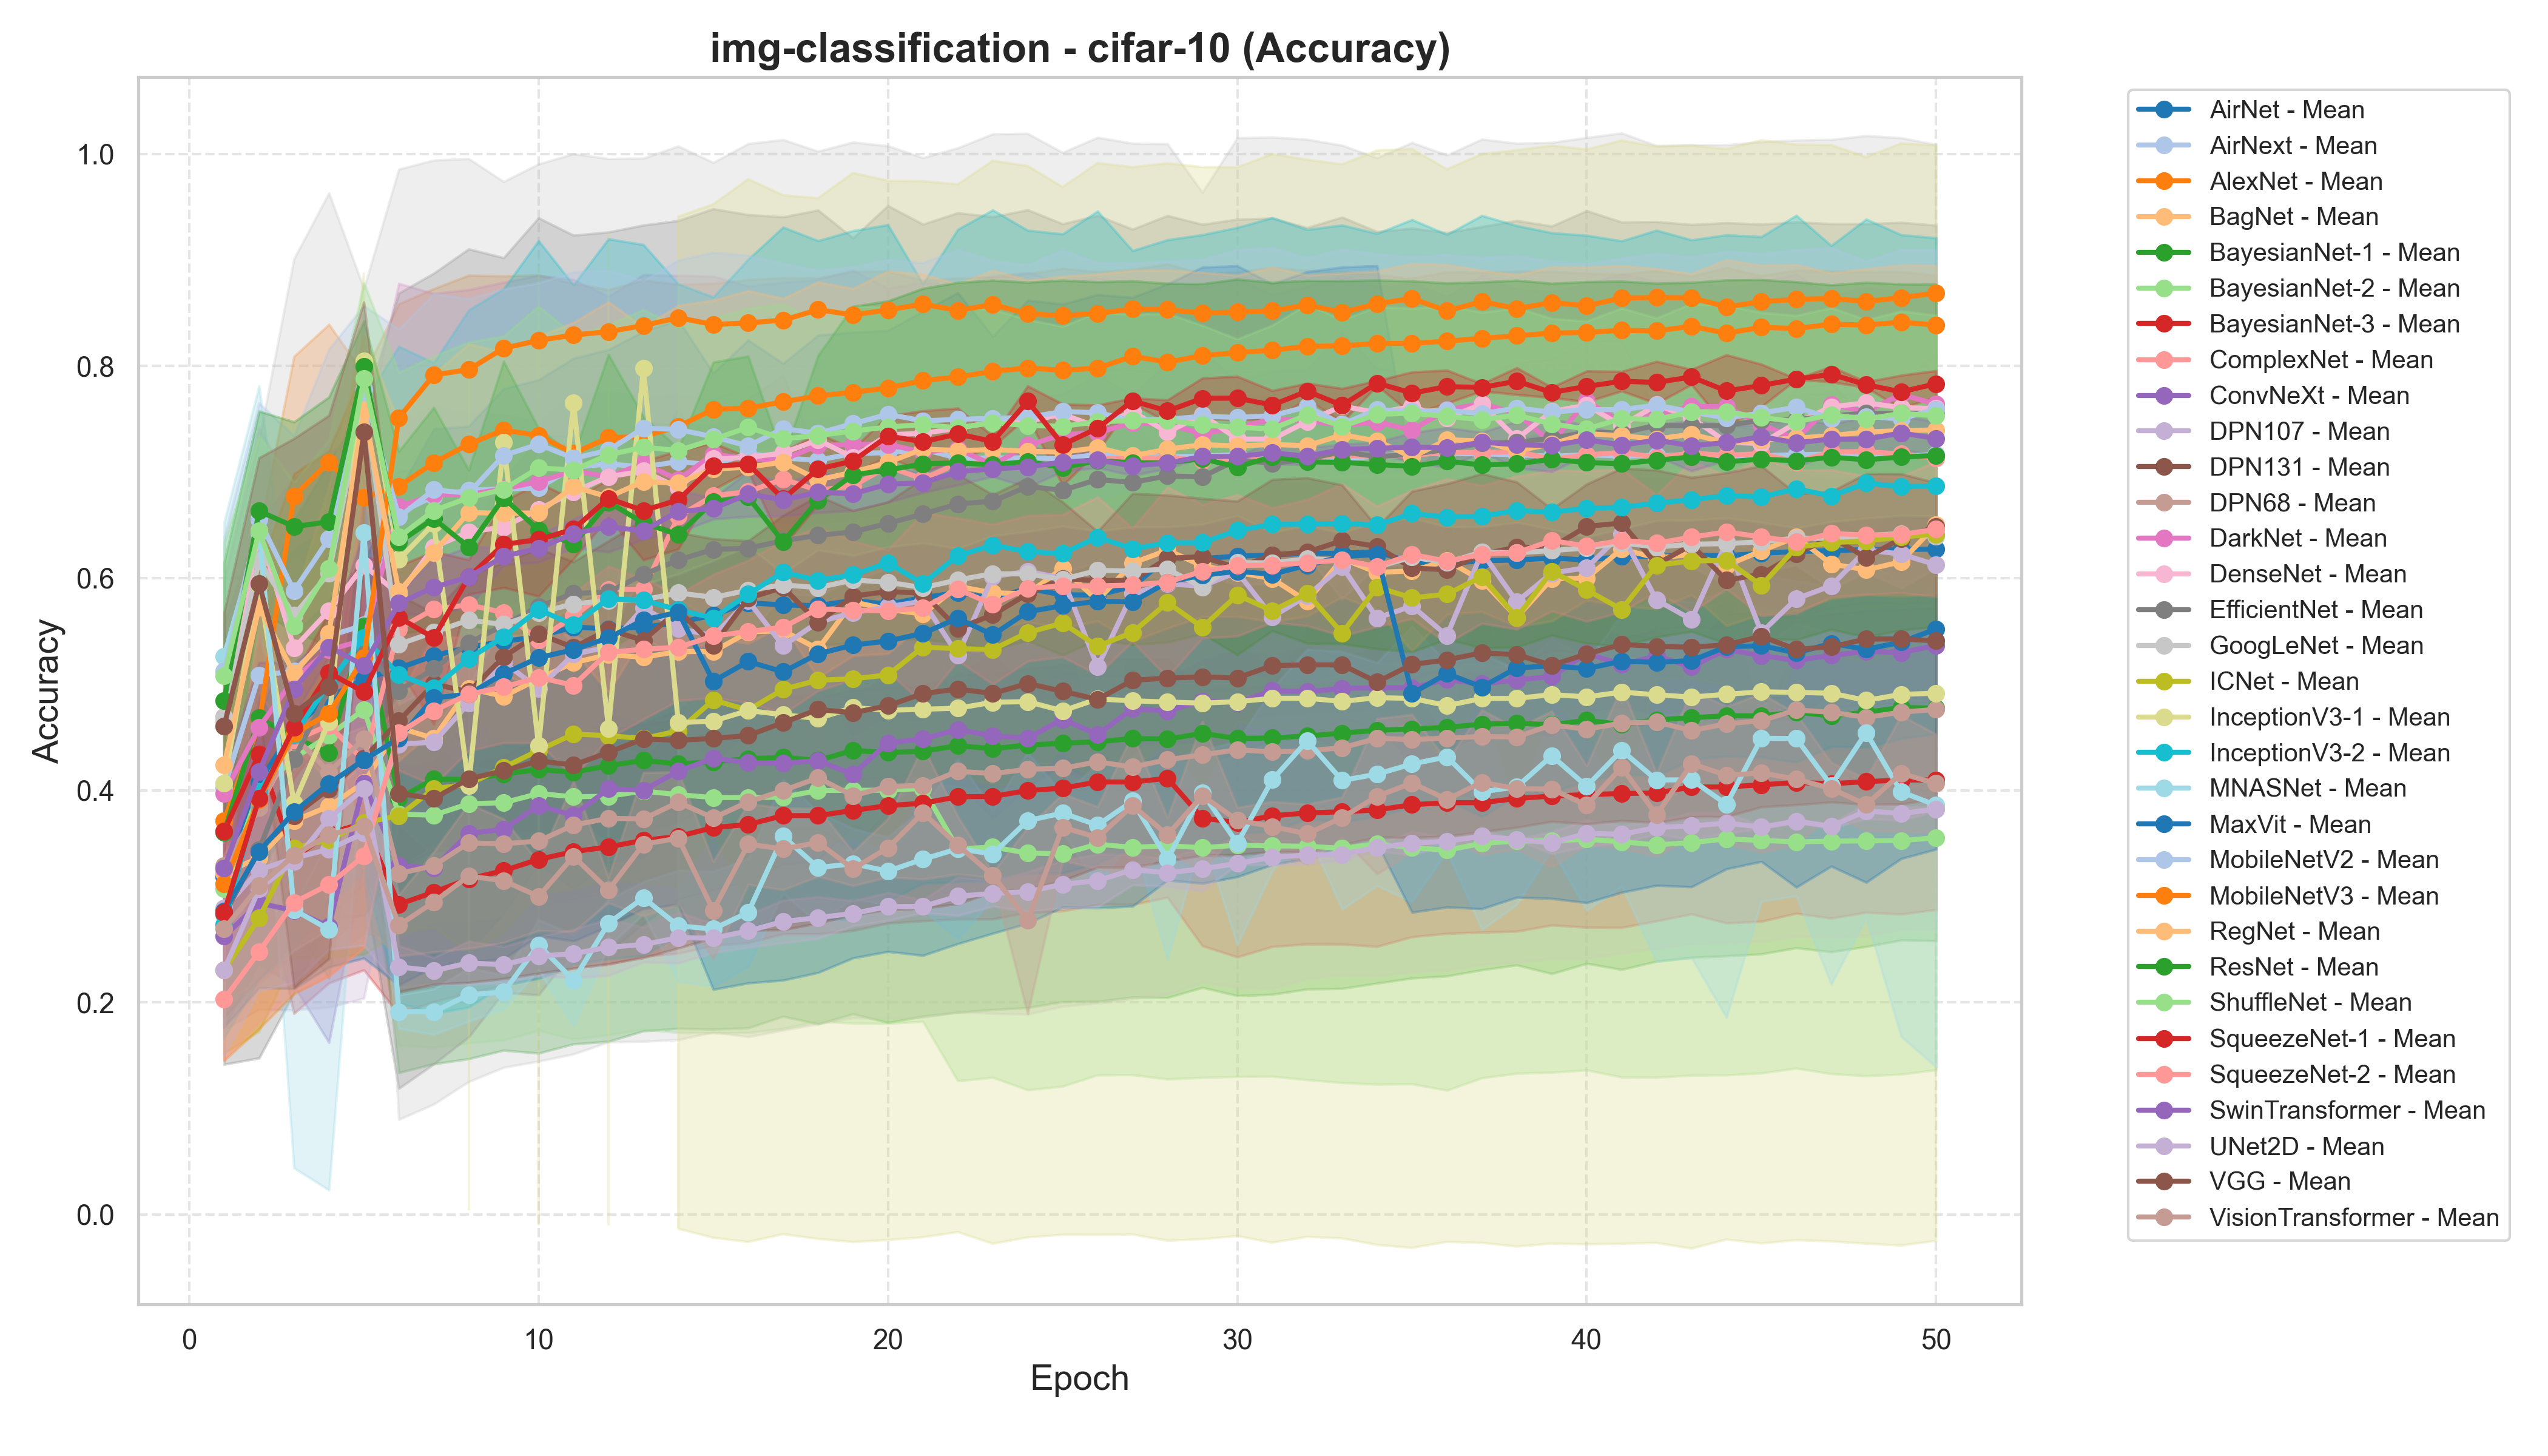 img-classification - cifar-10 (Accuracy)
1.0
0.8
0.6
0.4
0.2
0.0
Accuracy
0 10 20 30 40 50
Epoch
AirNet - Mean
AirNext - Mean
AlexNet - Mean
BagNet - Mean
BayesianNet-1 - Mean
BayesianNet-2 - Mean
BayesianNet-3 - Mean
ComplexNet - Mean
ConvNeXt - Mean
DPN107 - Mean
DPN131 - Mean
DPN68 - Mean
DarkNet - Mean
DenseNet - Mean
EfficientNet - Mean
GoogLeNet - Mean
ICNet - Mean
InceptionV3-1 - Mean
InceptionV3-2 - Mean
MNASNet - Mean
MaxVit - Mean
MobileNetV2 - Mean
MobileNetV3 - Mean
RegNet - Mean
ResNet - Mean
ShuffleNet - Mean
SqueezeNet-1 - Mean
SqueezeNet-2 - Mean
SwinTransformer - Mean
UNet2D - Mean
VGG - Mean
VisionTransformer - Mean